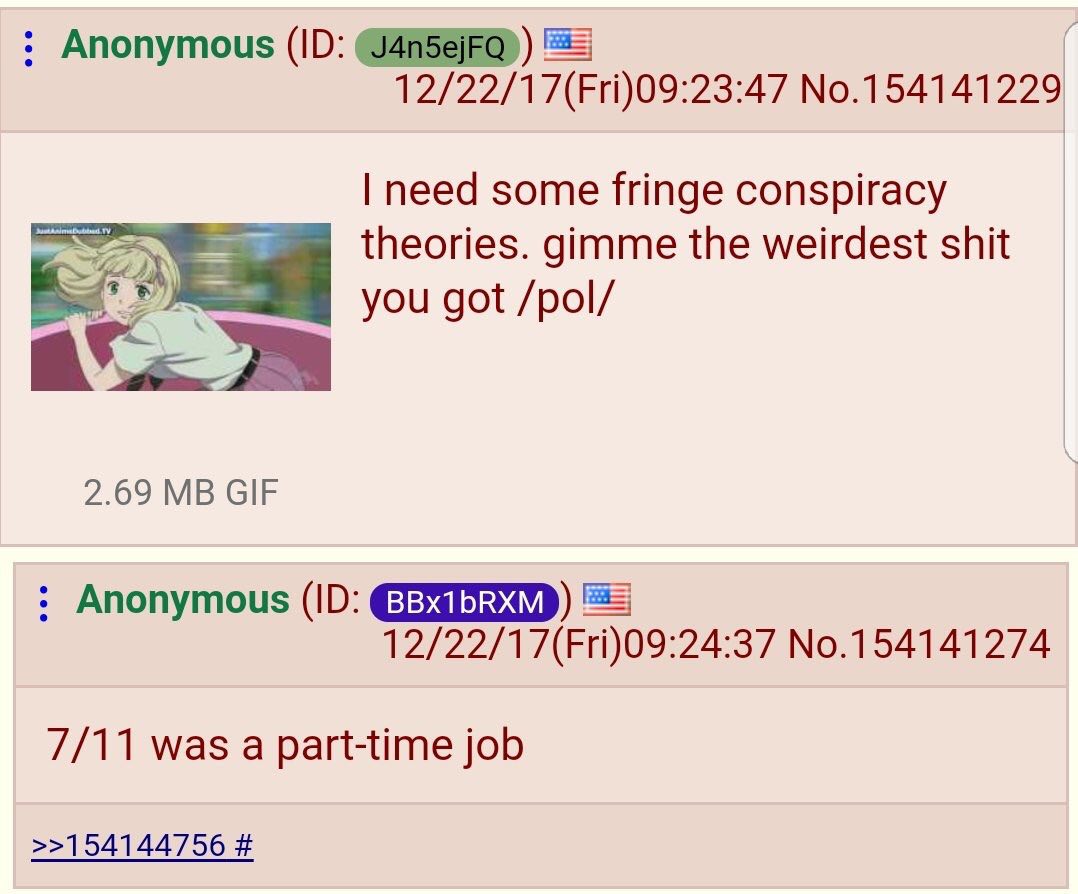 Anonymous (ID: J4n5ejFQ)
12/22/17(Fri)09:23:47 No.154141229
JustAnimeDubbed.TV
I need some fringe conspiracy
theories. gimme the weirdest shit
you got /pol/
2.69 MB GIF
Anonymous (ID: BBx1bRXM)
12/22/17(Fri)09:24:37 No.154141274
7/11 was a part-time job
>>154144756 #